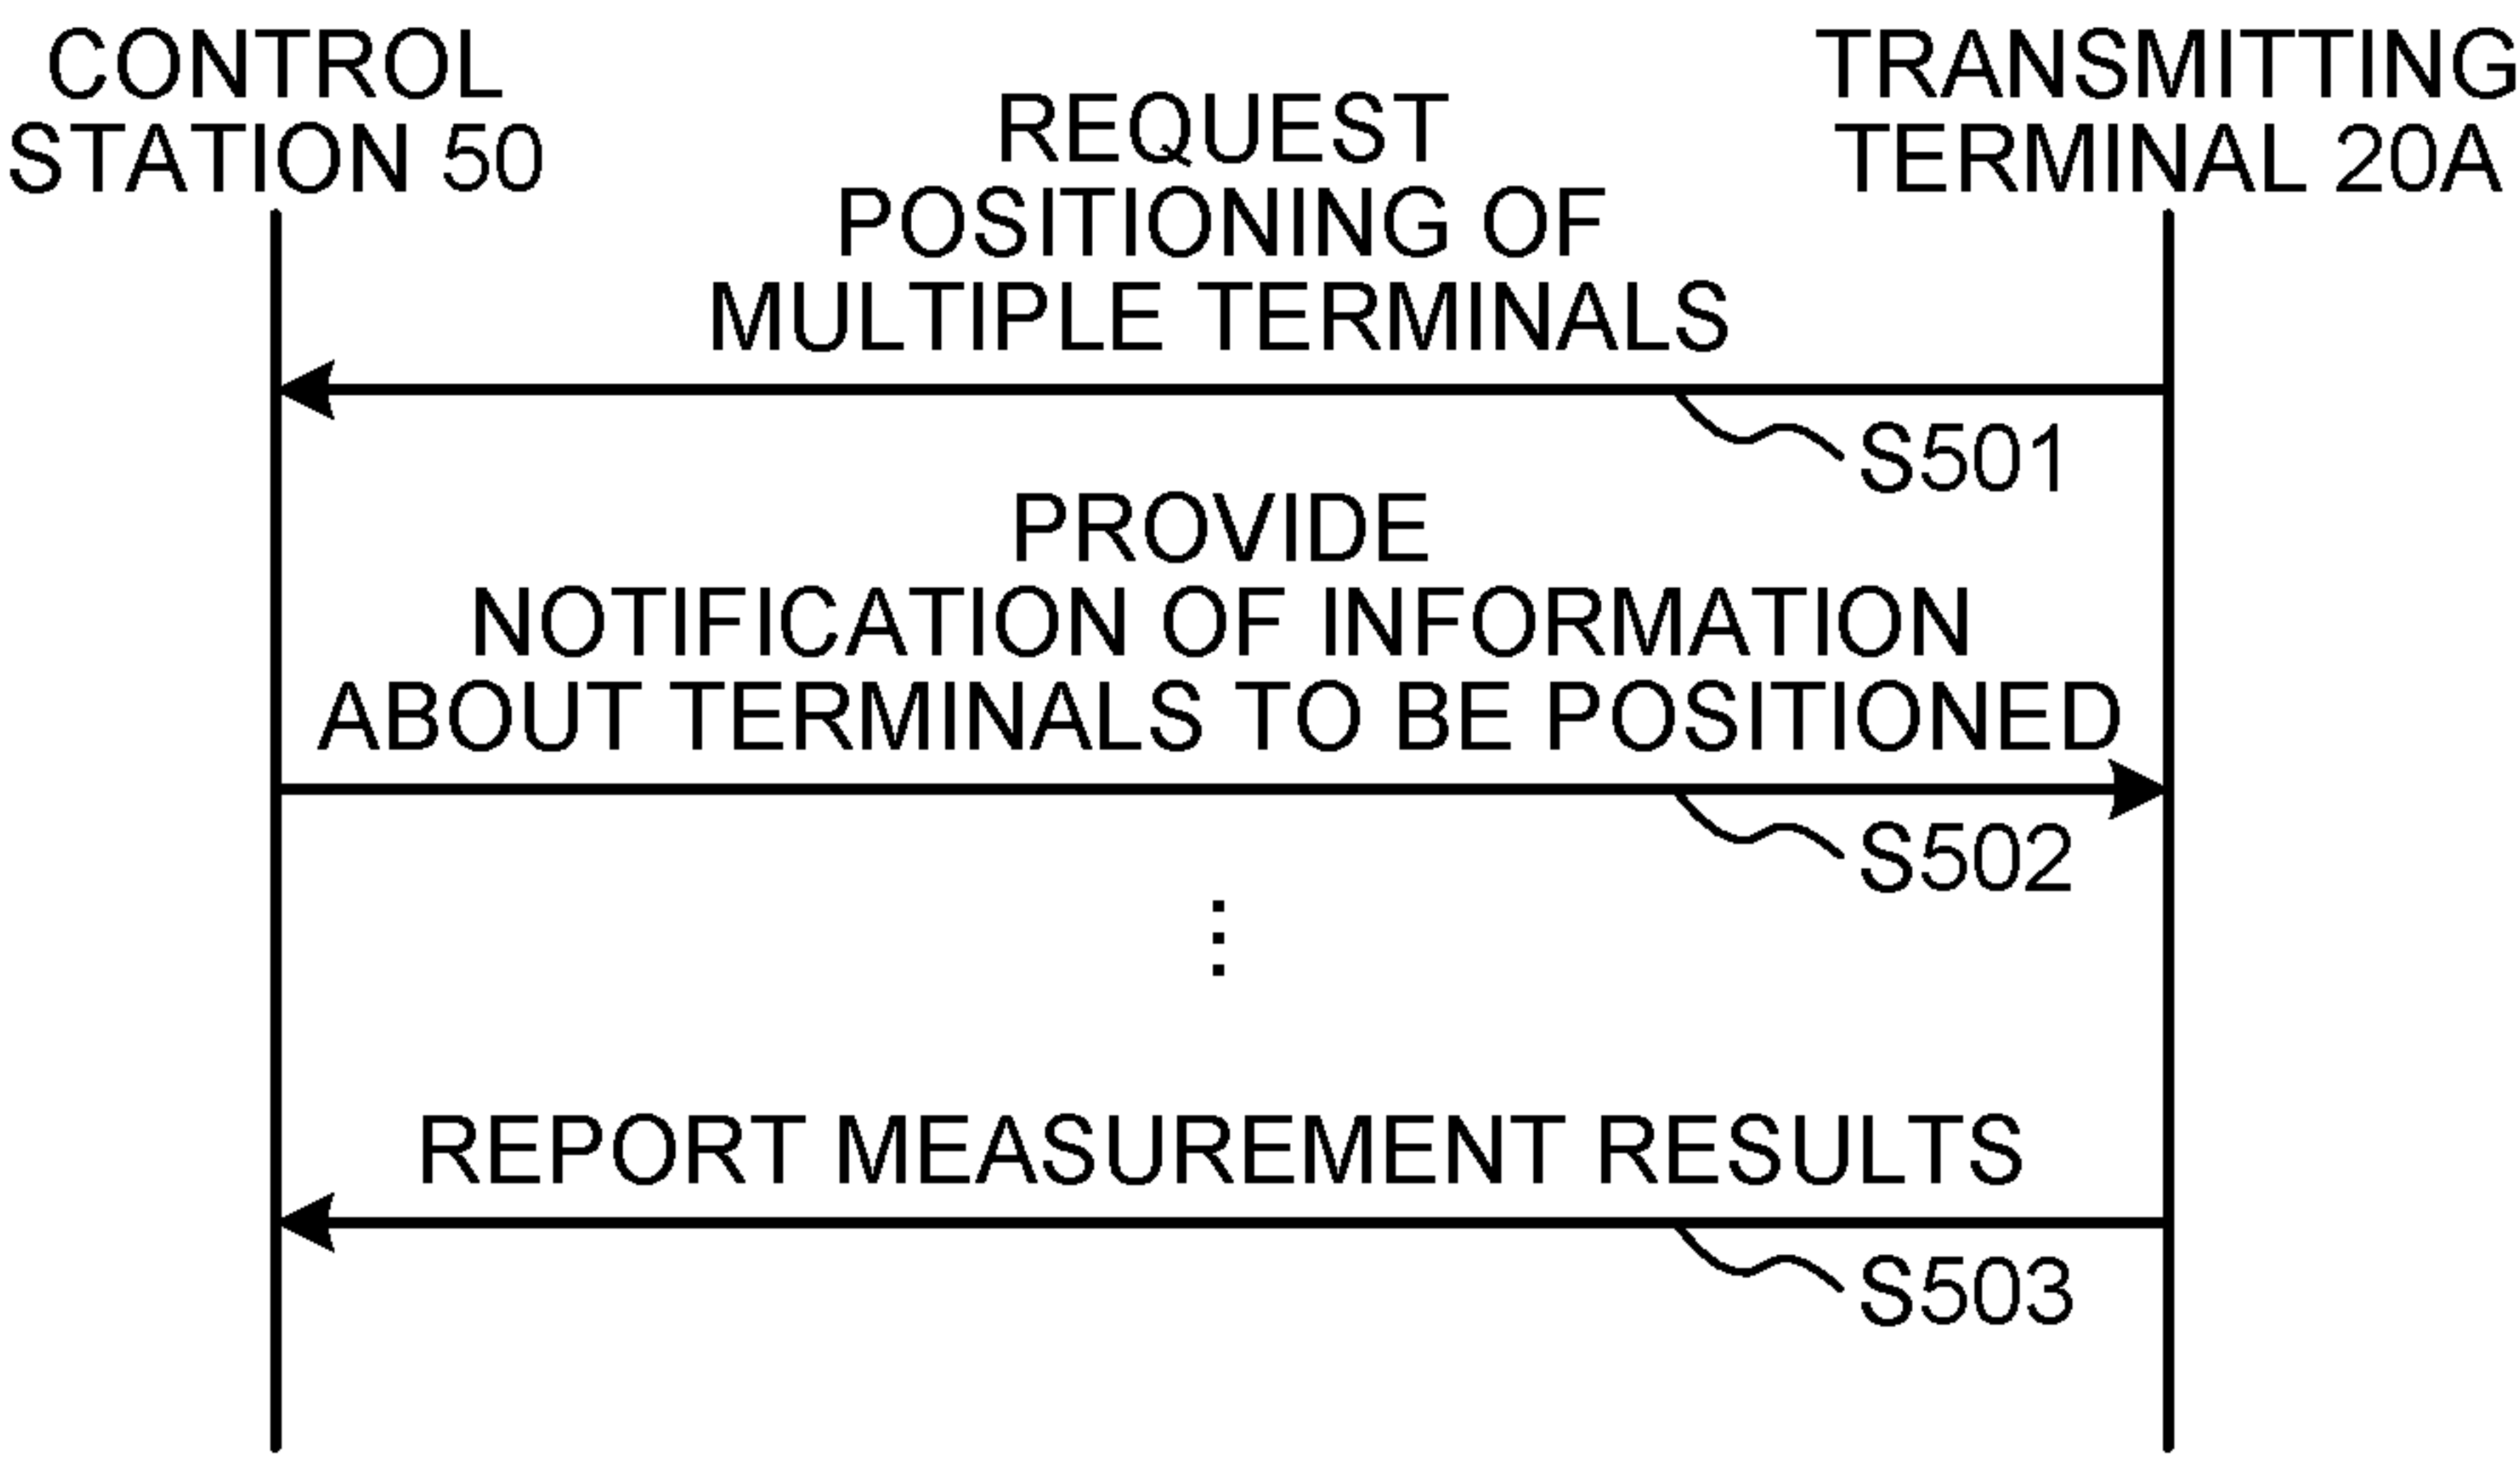 CONTROL
STATION 50
TRANSMITTING
TERMINAL 20A
REQUEST
POSITIONING OF
MULTIPLE TERMINALS
S501
PROVIDE
NOTIFICATION OF INFORMATION
ABOUT TERMINALS TO BE POSITIONED
S502
REPORT MEASUREMENT RESULTS
S503